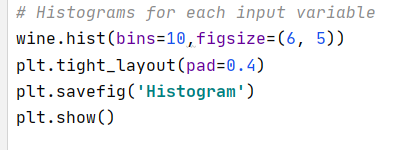 # Histograms for each input variable
wine.hist(bins=10,figsize=(6, 5))
plt.tight_layout(pad=0.4)
plt.savefig('Histogram')
plt.show()